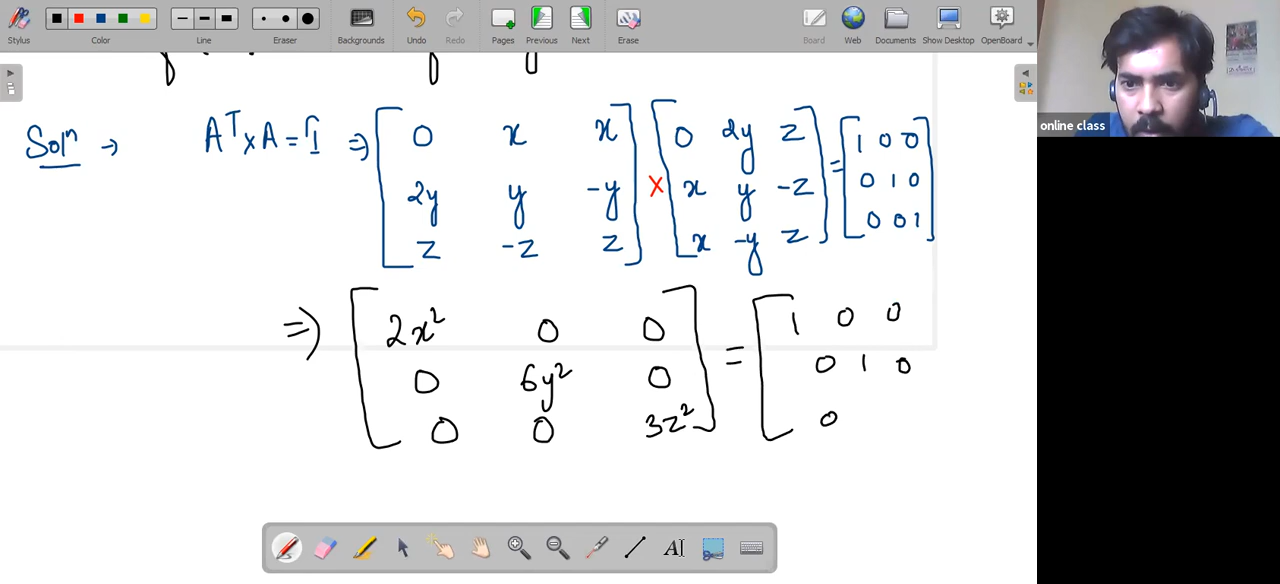 Stylus Color Line Eraser Backgrounds Undo Redo Pages Previous Next Erase Board Web Documents Show Desktop OpenBoard
online class
Solⁿ → Aᵀ×A = I ⇒ [0 x x [0 2y z = [1 0 0
2y y -y × x y -z 0 1 0
z -z z] x -y z] 0 0 1]
⇒ [2x² 0 0 = [1 0 0
0 6y² 0 0 1 0
0 0 3z²] 0